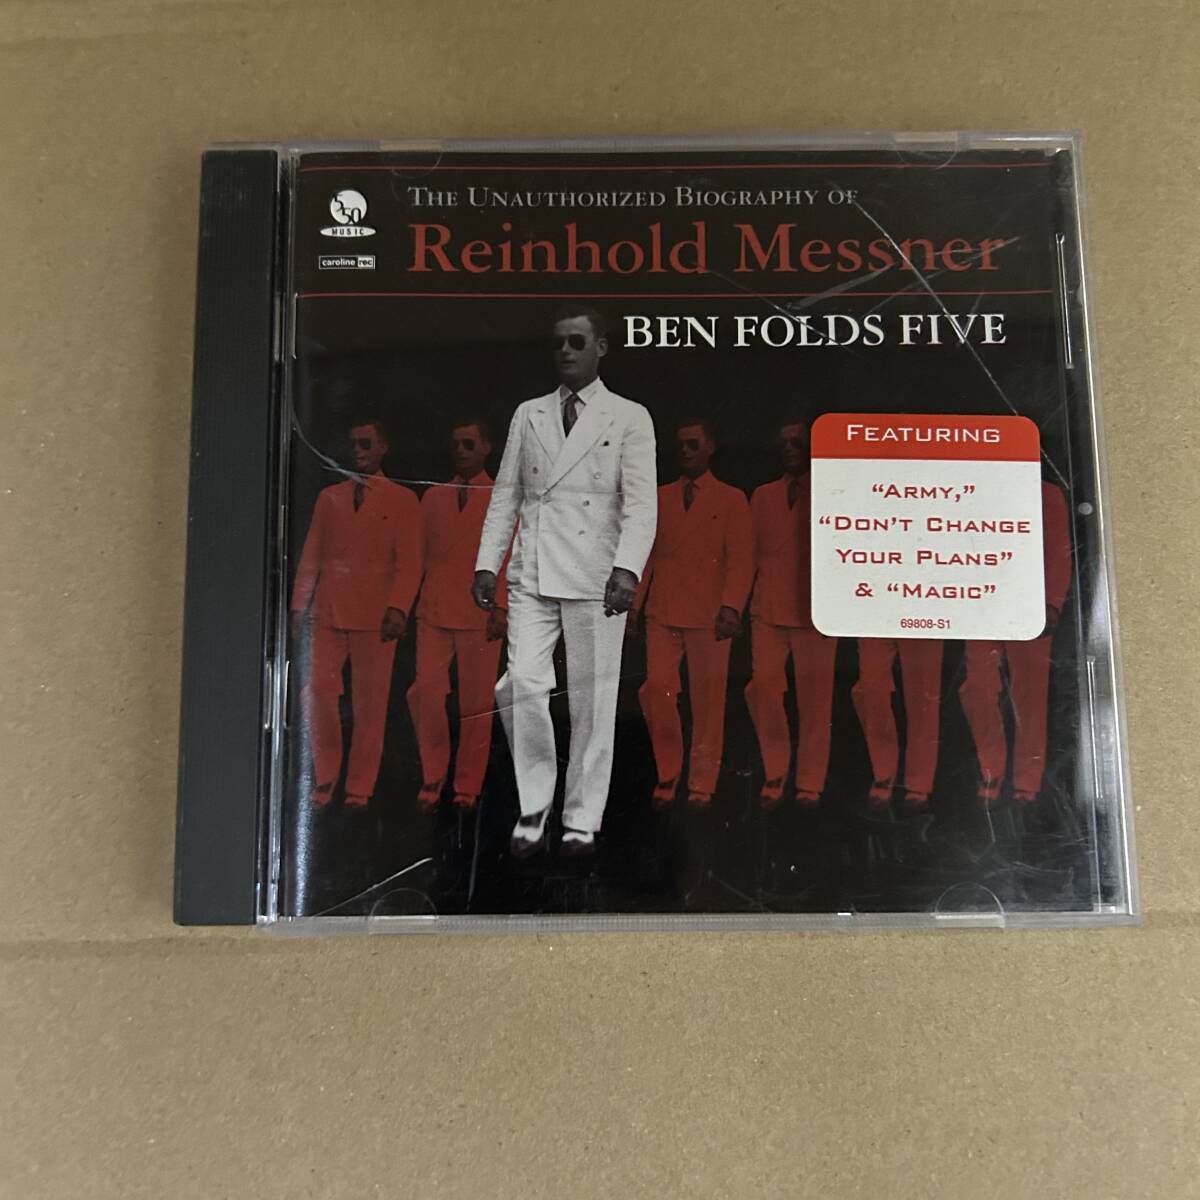 550
MUSIC
caroline rec
THE UNAUTHORIZED BIOGRAPHY OF
Reinhold Messner
BEN FOLDS FIVE
FEATURING
“ARMY,”
“DON’T CHANGE
YOUR PLANS”
& “MAGIC”
69808-S1